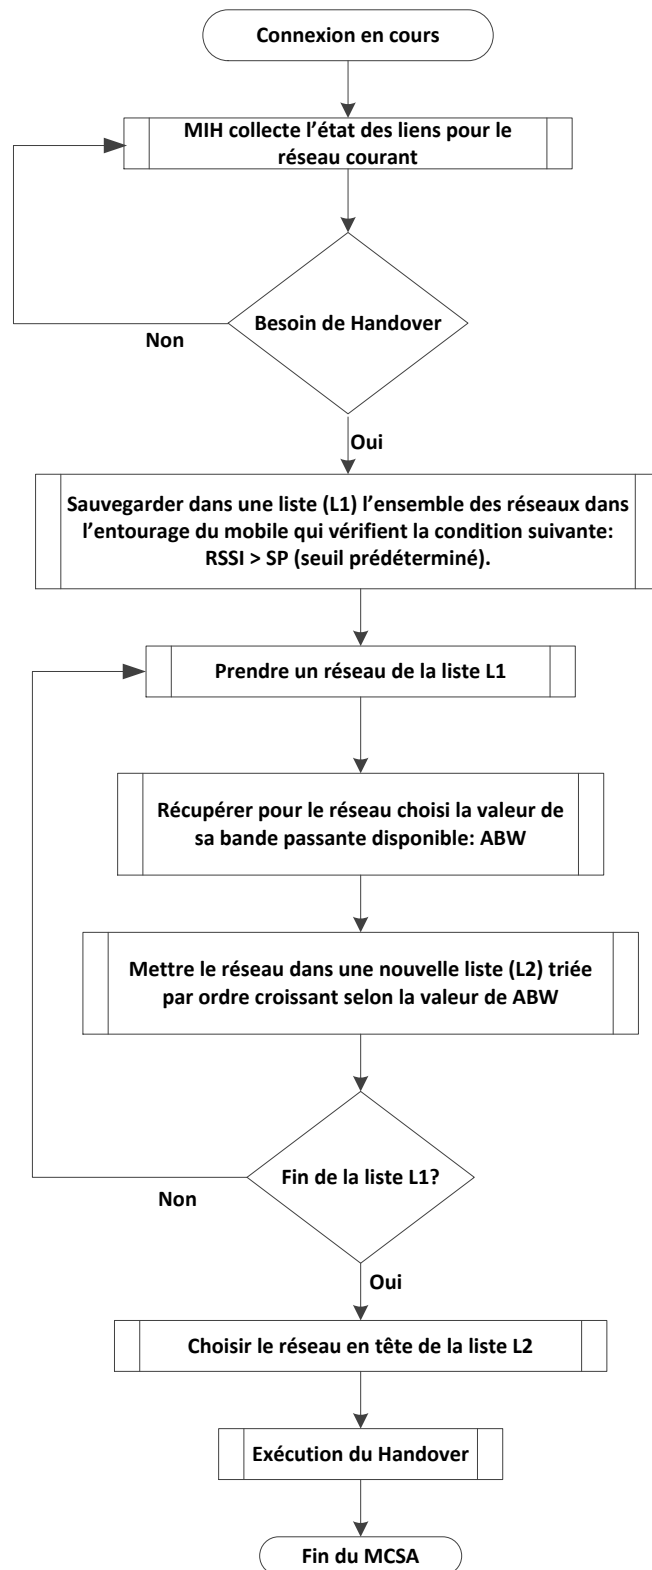 Connexion en cours
MIH collecte l’état des liens pour le
réseau courant
Besoin de Handover
Non
Oui
Sauvegarder dans une liste (L1) l’ensemble des réseaux dans
l’entourage du mobile qui vérifient la condition suivante:
RSSI > SP (seuil prédéterminé).
Prendre un réseau de la liste L1
Récupérer pour le réseau choisi la valeur de
sa bande passante disponible: ABW
Mettre le réseau dans une nouvelle liste (L2) triée
par ordre croissant selon la valeur de ABW
Fin de la liste L1?
Non
Oui
Choisir le réseau en tête de la liste L2
Exécution du Handover
Fin du MCSA